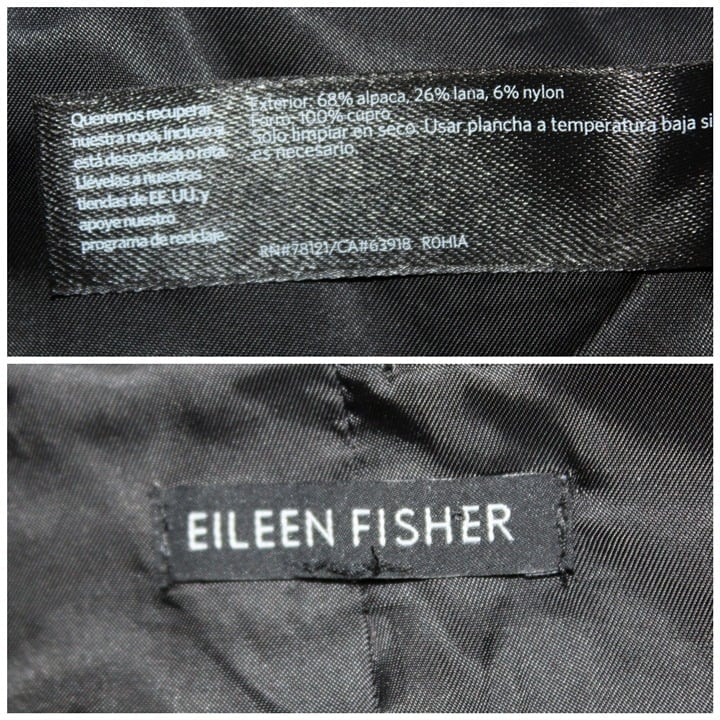 Queremos recuperar
nuestra ropa, incluso si
está desgastada o rota.
Llévelas a nuestras
tiendas de EE. UU. y
apoye nuestro
programa de reciclaje.
Exterior: 68% alpaca, 26% lana, 6% nylon
Forro: 100% cupro
Solo limpiar en seco. Usar plancha a temperatura baja si
es necesario.
RN#78121/CA#63918 ROHIA
EILEEN FISHER